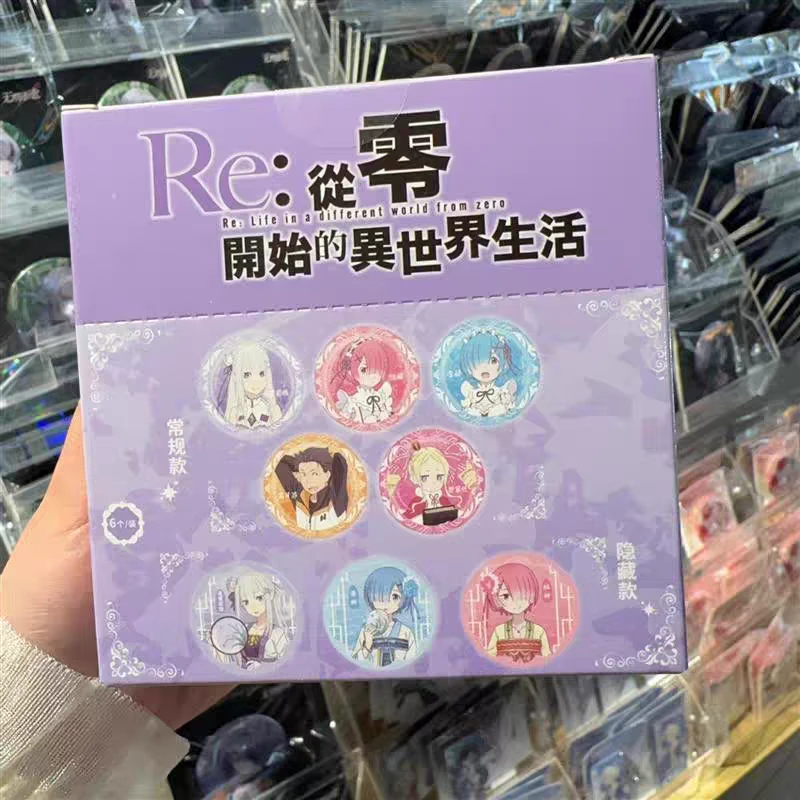 Re:從零
Re: Life in a different world from zero
開始的異世界生活
常规款
6个/装
隐藏款